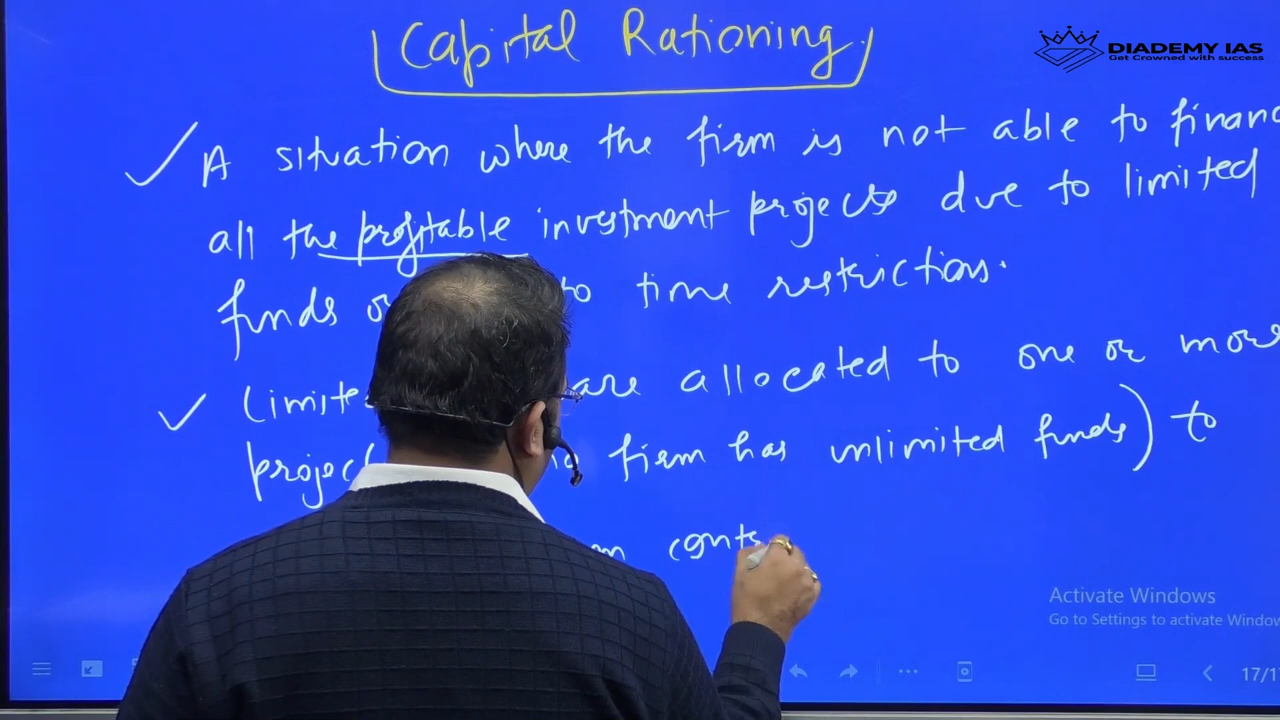 Capital Rationing
DIADEMY IAS
Get Crowned with success
A situation where the firm is not able to financ
all the profitable investment projects due to limited
funds to time restrictions.
limite are allocated to one or more
projec firm has unlimited funds) to
conts
Activate Windows
Go to Settings to activate Window
17/1